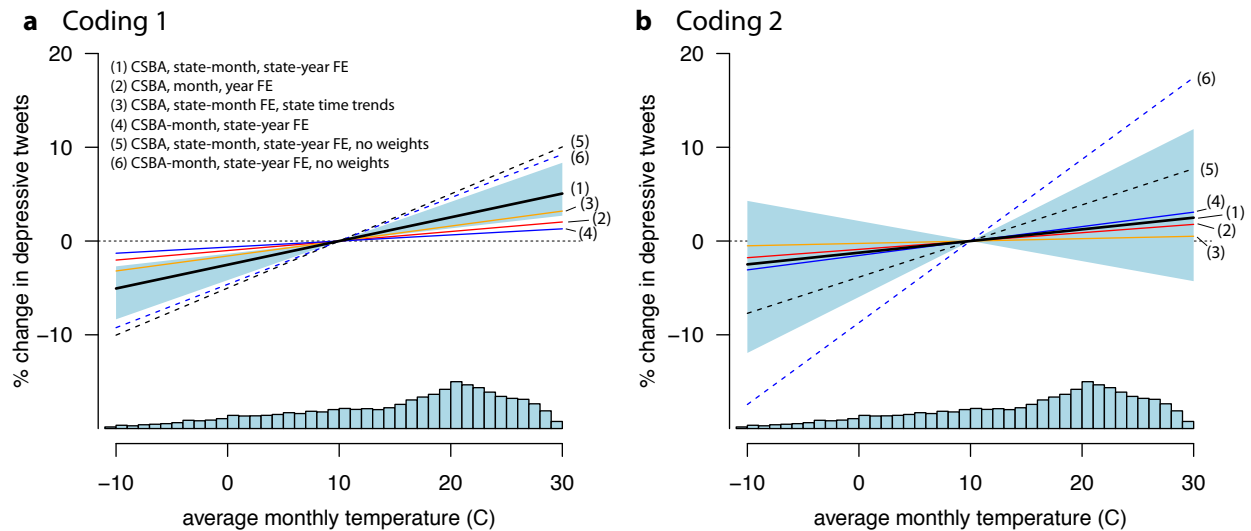 a Coding 1
% change in depressive tweets
20
10
0
−10
(1) CSBA, state-month, state-year FE
(2) CSBA, month, year FE
(3) CSBA, state-month FE, state time trends
(4) CSBA-month, state-year FE
(5) CSBA, state-month, state-year FE, no weights
(6) CSBA-month, state-year FE, no weights
(5)
(6)
(1)
(3)
(2)
(4)
−10 0 10 20 30
average monthly temperature (C)
b Coding 2
% change in depressive tweets
20
10
0
−10
(6)
(5)
(4)
(1)
(2)
(3)
−10 0 10 20 30
average monthly temperature (C)